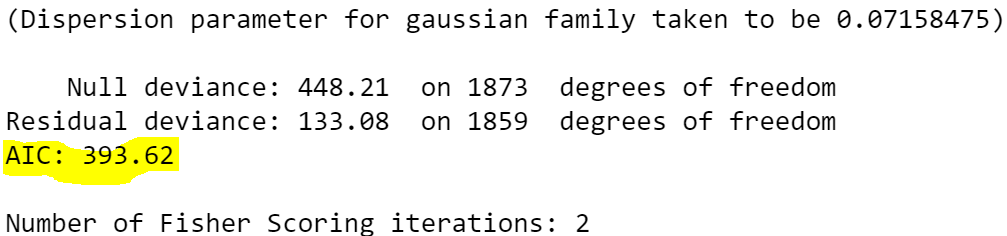 (Dispersion parameter for gaussian family taken to be 0.07158475)
Null deviance: 448.21 on 1873 degrees of freedom
Residual deviance: 133.08 on 1859 degrees of freedom
AIC: 393.62
Number of Fisher Scoring iterations: 2